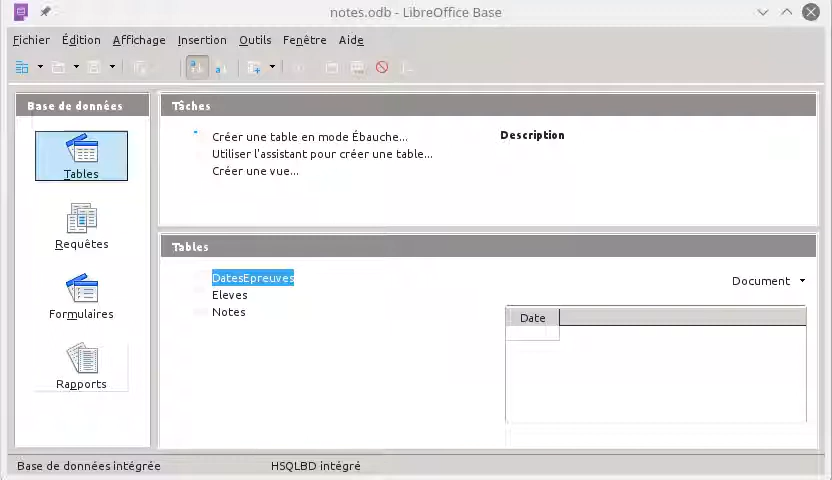 notes.odb - LibreOffice Base
Fichier Édition Affichage Insertion Outils Fenêtre Aide
Base de données
Tables
Requêtes
Formulaires
Rapports
Tâches
Créer une table en mode Ébauche...
Utiliser l'assistant pour créer une table...
Créer une vue...
Description
Tables
DatesEpreuves
Eleves
Notes
Document
Date
Base de données intégrée
HSQLBD intégré